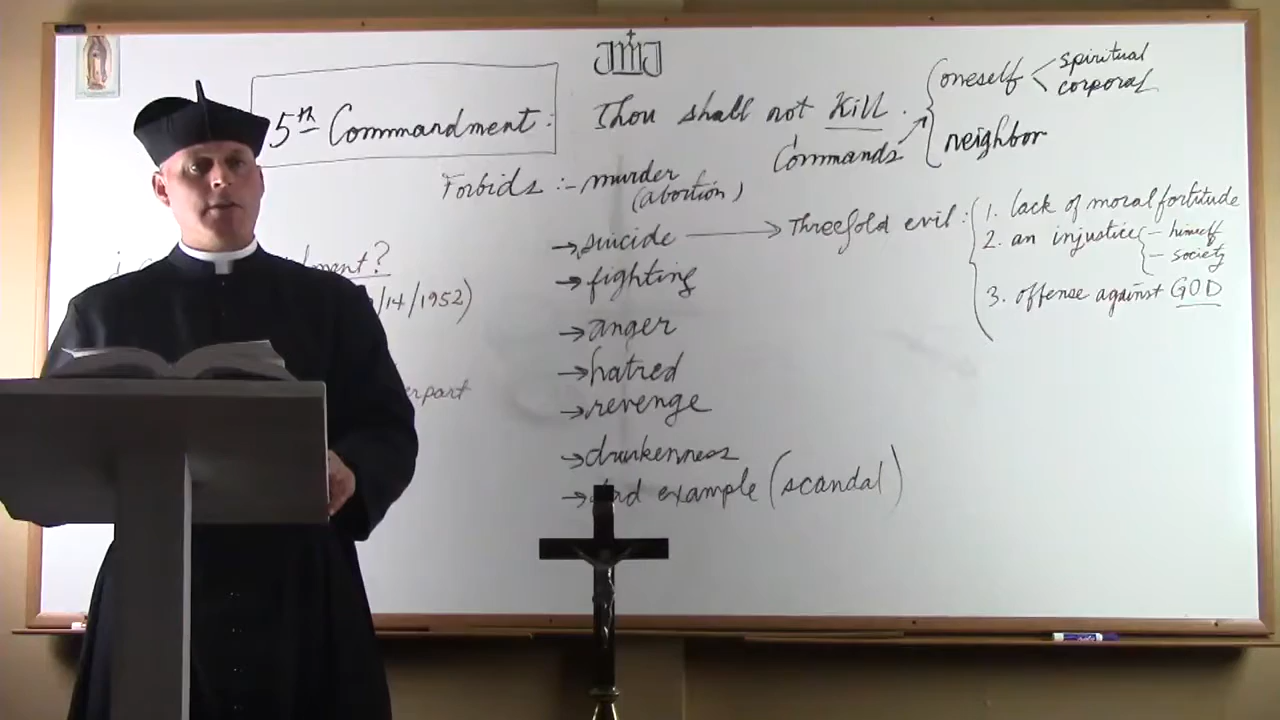 JMJ
5th Commandment:
Thou shall not Kill.
Commands
oneself
spiritual
corporal
neighbor
Forbids :- murder
(abortion)
→ suicide → Threefold evil:
1. lack of moral fortitude
2. an injustice - himself
- society
3. offense against GOD
→ fighting
→ anger
→ hatred
→ revenge
→ drunkenness
→ bad example (scandal)
?
/14/1952)